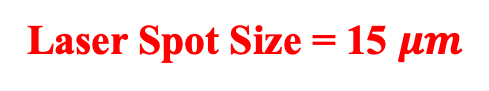 Laser Spot Size = 15 μm